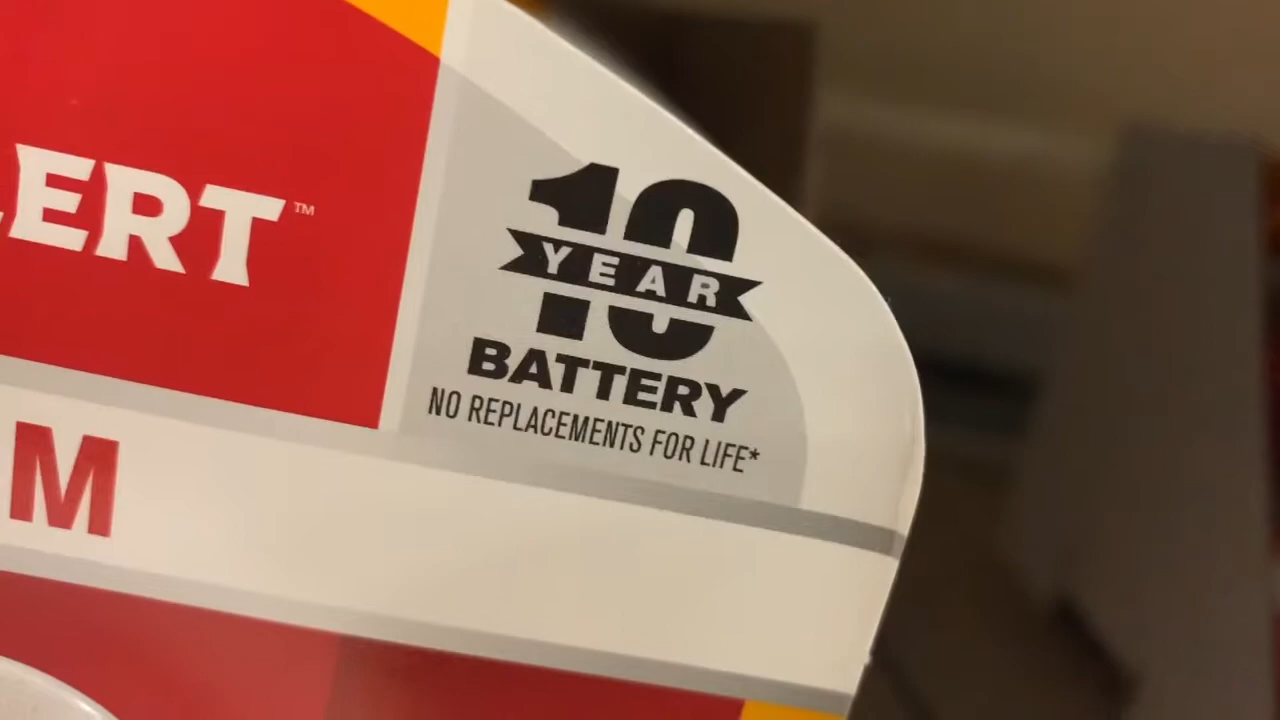 ERT™
10
YEAR
BATTERY
NO REPLACEMENTS FOR LIFE*
M